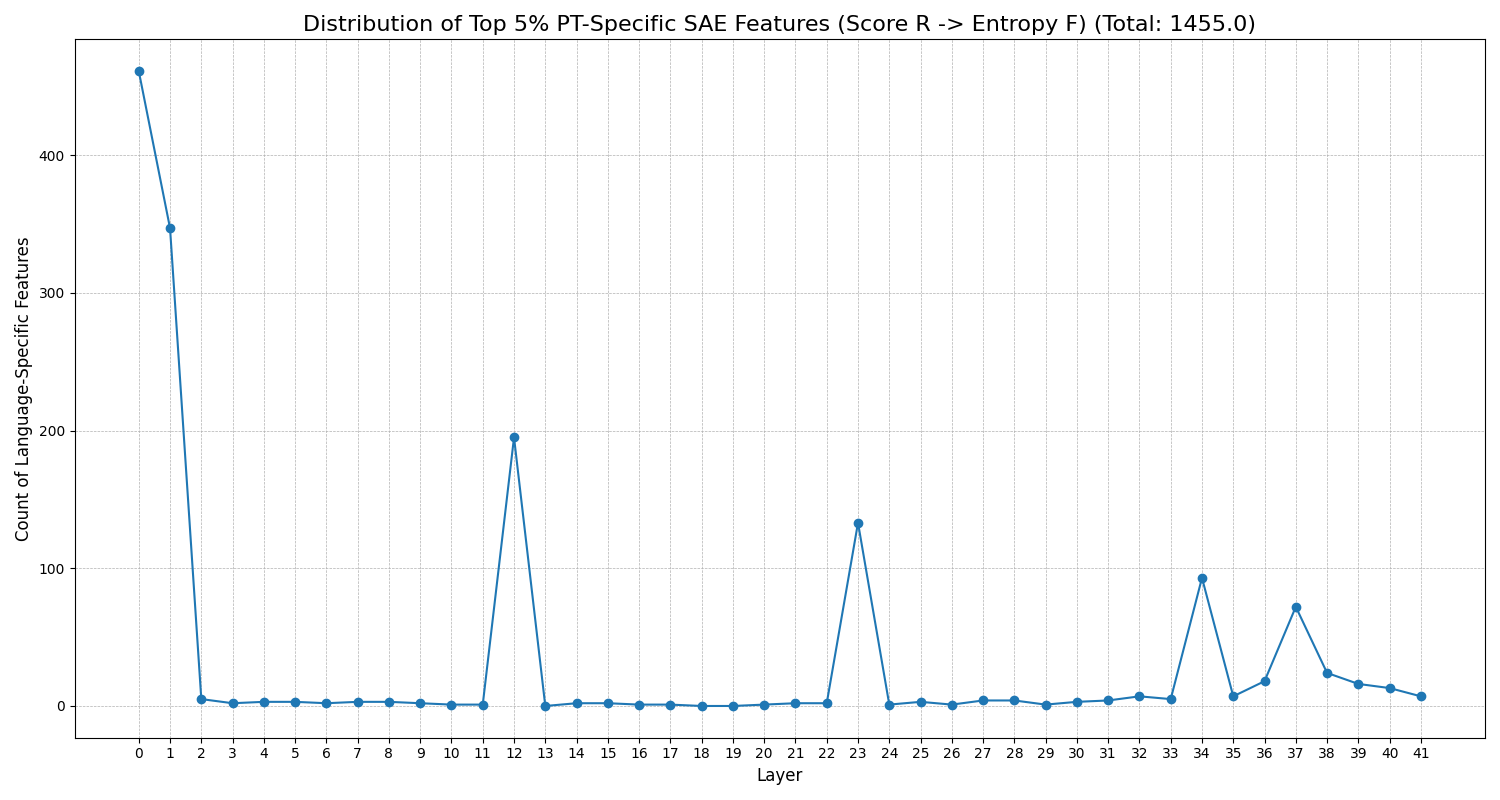 Distribution of Top 5% PT-Specific SAE Features (Score R -> Entropy F) (Total: 1455.0)
Count of Language-Specific Features
400
300
200
100
0
0 1 2 3 4 5 6 7 8 9 10 11 12 13 14 15 16 17 18 19 20 21 22 23 24 25 26 27 28 29 30 31 32 33 34 35 36 37 38 39 40 41
Layer